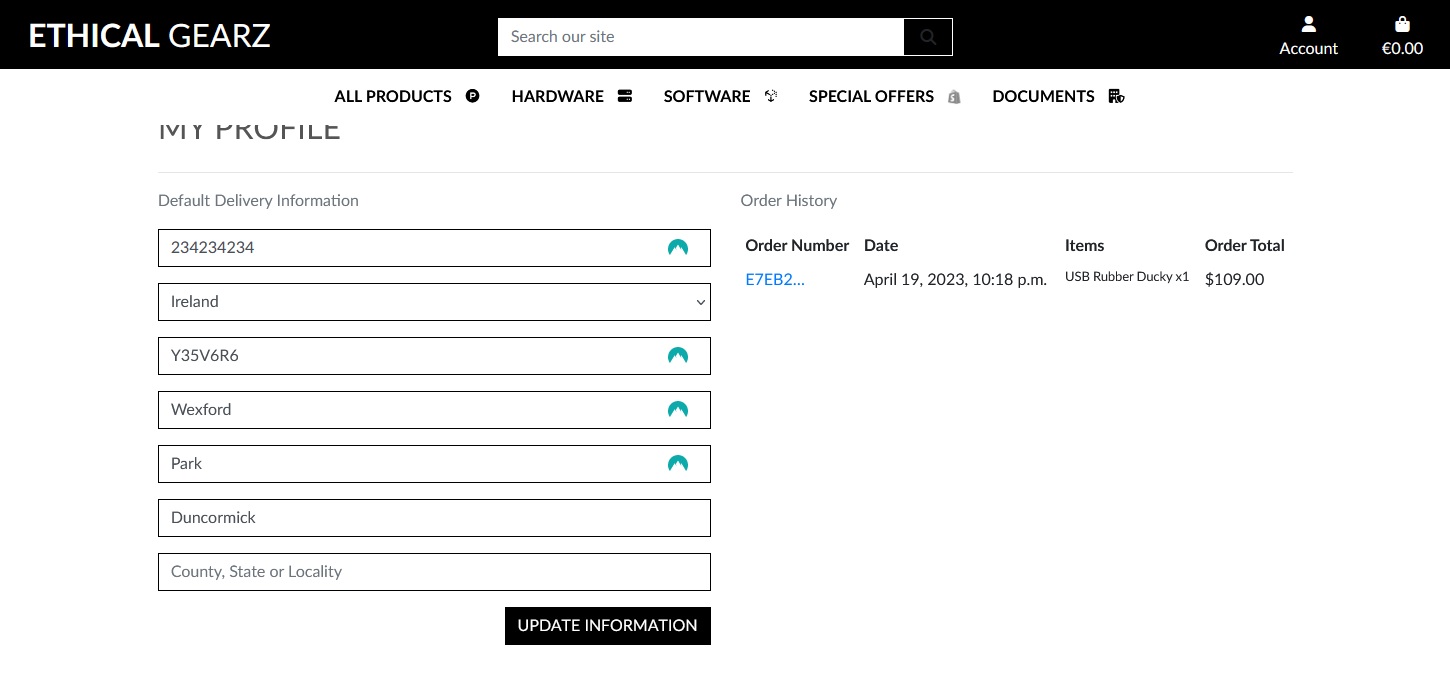 ETHICAL GEARZ
Search our site
Account
€0.00
ALL PRODUCTS
HARDWARE
SOFTWARE
SPECIAL OFFERS
DOCUMENTS
MY PROFILE
Default Delivery Information
234234234
Ireland
Y35V6R6
Wexford
Park
Duncormick
County, State or Locality
UPDATE INFORMATION
Order History
Order Number Date Items Order Total
E7EB2... April 19, 2023, 10:18 p.m. USB Rubber Ducky x1 $109.00